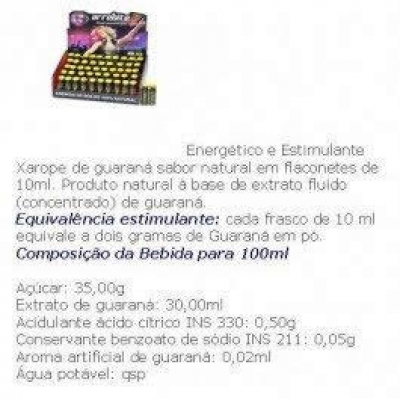 arrebite
Energético e Estimulante
Xarope de guaraná sabor natural em flaconetes de
10ml. Produto natural á base de extrato fluído
(concentrado) de guaraná.
Equivalência estimulante: cada frasco de 10 ml
equivale a dois gramas de Guaraná em pó.
Composição da Bebida para 100ml
Açúcar: 35,00g
Extrato de guaraná: 30,00ml
Acidulante ácido cítrico INS 330: 0,50g
Conservante benzoato de sódio INS 211: 0,05g
Aroma artificial de guaraná: 0,02ml
Água potável: qsp